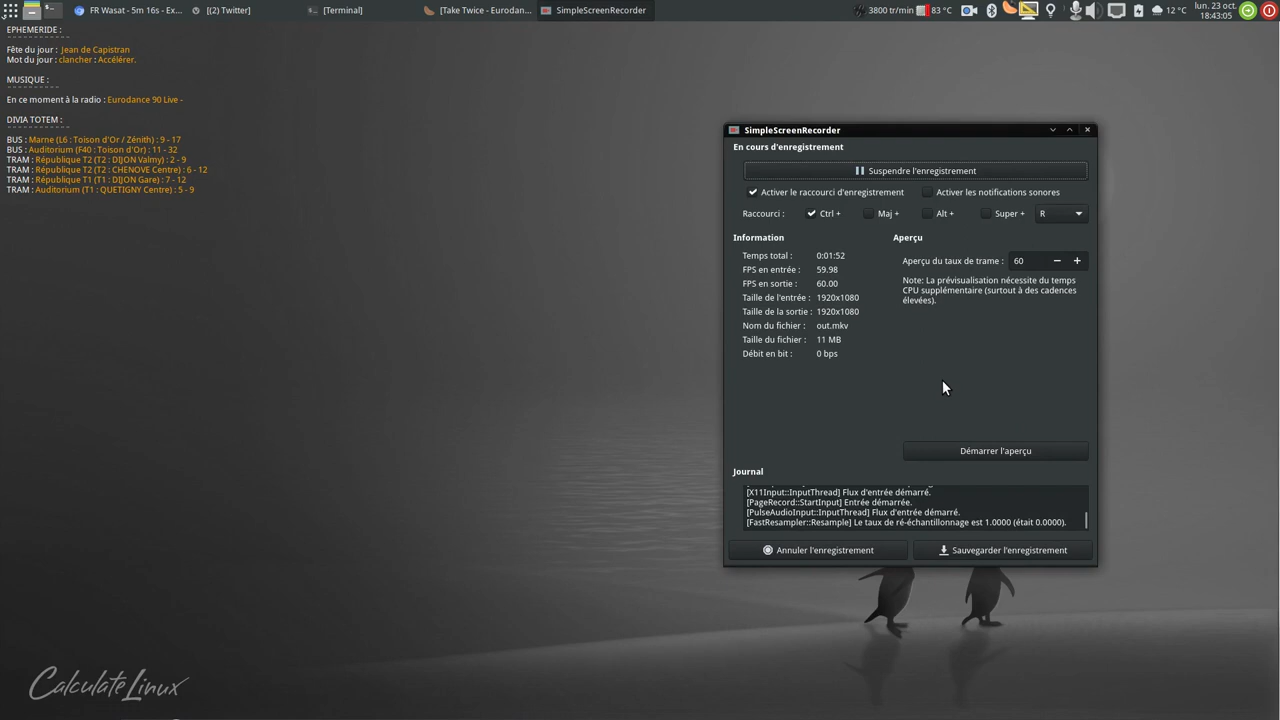 FR Wasat - 5m 16s - Ex...
[(2) Twitter]
[Terminal]
[Take Twice - Eurodan...
SimpleScreenRecorder
3800 tr/min
83 °C
12 °C
lun. 23 oct.
18:43:05
EPHEMERIDE :
Fête du jour : Jean de Capistran
Mot du jour : clancher : Accélérer.
MUSIQUE :
En ce moment à la radio : Eurodance 90 Live -
DIVIA TOTEM :
BUS : Marne (L6 : Toison d'Or / Zénith) : 9 - 17
BUS : Auditorium (F40 : Toison d'Or) : 11 - 32
TRAM : République T2 (T2 : DIJON Valmy) : 2 - 9
TRAM : République T2 (T2 : CHENOVE Centre) : 6 - 12
TRAM : République T1 (T1 : DIJON Gare) : 7 - 12
TRAM : Auditorium (T1 : QUETIGNY Centre) : 5 - 9
SimpleScreenRecorder
En cours d'enregistrement
Suspendre l'enregistrement
Activer le raccourci d'enregistrement
Activer les notifications sonores
Raccourci :
Ctrl +
Maj +
Alt +
Super +
R
Information
Temps total : 0:01:52
FPS en entrée : 59.98
FPS en sortie : 60.00
Taille de l'entrée : 1920x1080
Taille de la sortie : 1920x1080
Nom du fichier : out.mkv
Taille du fichier : 11 MB
Débit en bit : 0 bps
Aperçu
Aperçu du taux de trame : 60
Note: La prévisualisation nécessite du temps
CPU supplémentaire (surtout à des cadences
élevées).
Démarrer l'aperçu
Journal
[X11Input::InputThread] Flux d'entrée démarré.
[PageRecord::StartInput] Entrée démarrée.
[PulseAudioInput::InputThread] Flux d'entrée démarré.
[FastResampler::Resample] Le taux de ré-échantillonnage est 1.0000 (était 0.0000).
Annuler l'enregistrement
Sauvegarder l'enregistrement
Calculate Linux